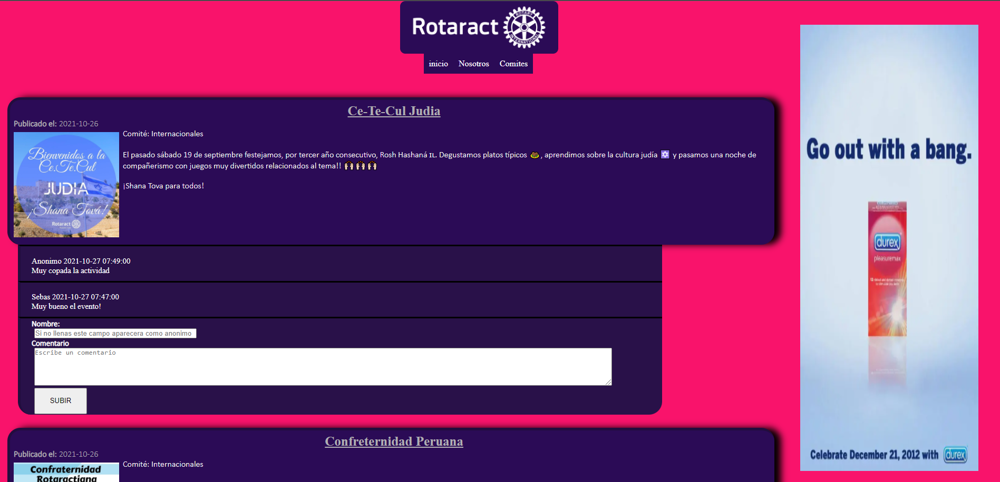 Rotaract
ROTARY
INTERNATIONAL
inicio Nosotros Comites
Ce-Te-Cul Judia
Publicado el: 2021-10-26
Bienvenidos a la
Ce.Te.Cul
JUDIA
¡Shana Tová!
Rotaract
Comité: Internacionales
El pasado sábado 19 de septiembre festejamos, por tercer año consecutivo, Rosh Hashaná IL. Degustamos platos típicos 🥙, aprendimos sobre la cultura judía 🔯 y pasamos una noche de
compañerismo con juegos muy divertidos relacionados al tema!! 🙌🙌🙌
¡Shana Tova para todos!
Anonimo 2021-10-27 07:49:00
Muy copada la actividad
Sebas 2021-10-27 07:47:00
Muy bueno el evento!
Nombre:
Si no llenas este campo aparecera como anonimo
Comentario
Escribe un comentario
SUBIR
Confreternidad Peruana
Publicado el: 2021-10-26
Confraternidad
Rotaractiana
Comité: Internacionales
Go out with a bang.
durex
pleasuremax
Celebrate December 21, 2012 with durex